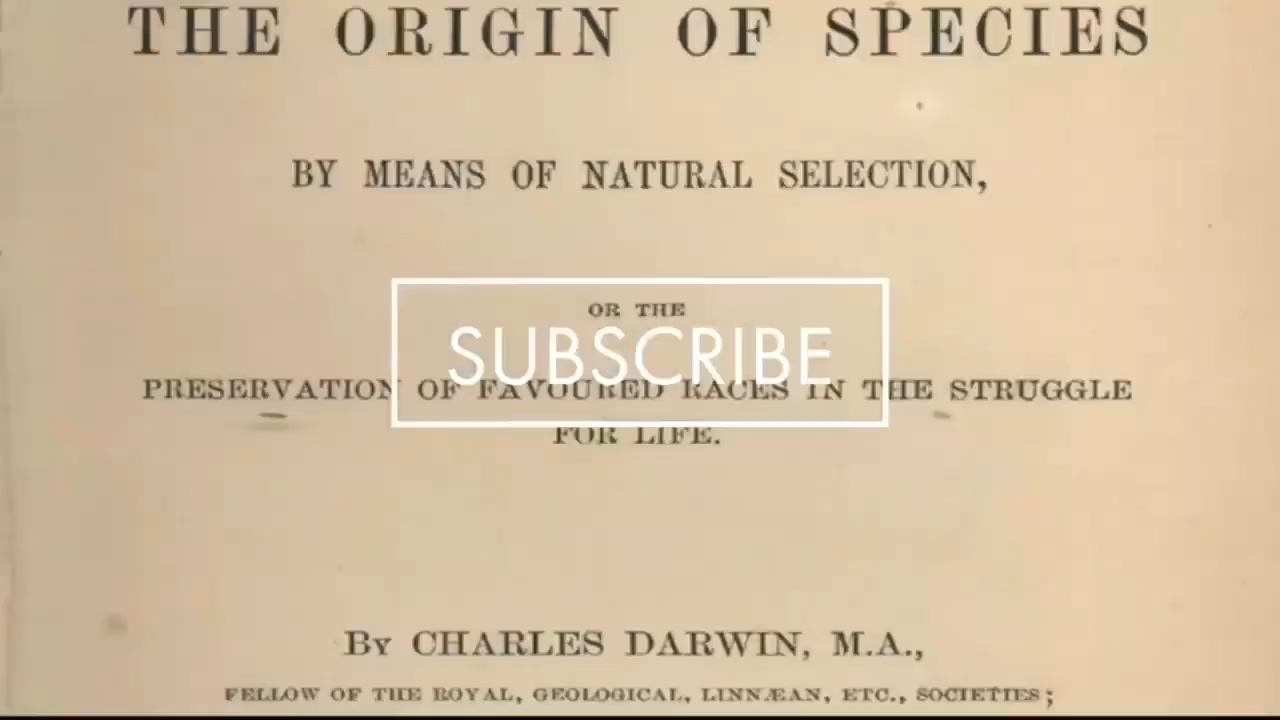 THE ORIGIN OF SPECIES
BY MEANS OF NATURAL SELECTION,
OR THE
SUBSCRIBE
PRESERVATION OF FAVOURED RACES IN THE STRUGGLE
FOR LIFE.
BY CHARLES DARWIN, M.A.,
FELLOW OF THE ROYAL, GEOLOGICAL, LINNÆAN, ETC., SOCIETIES;